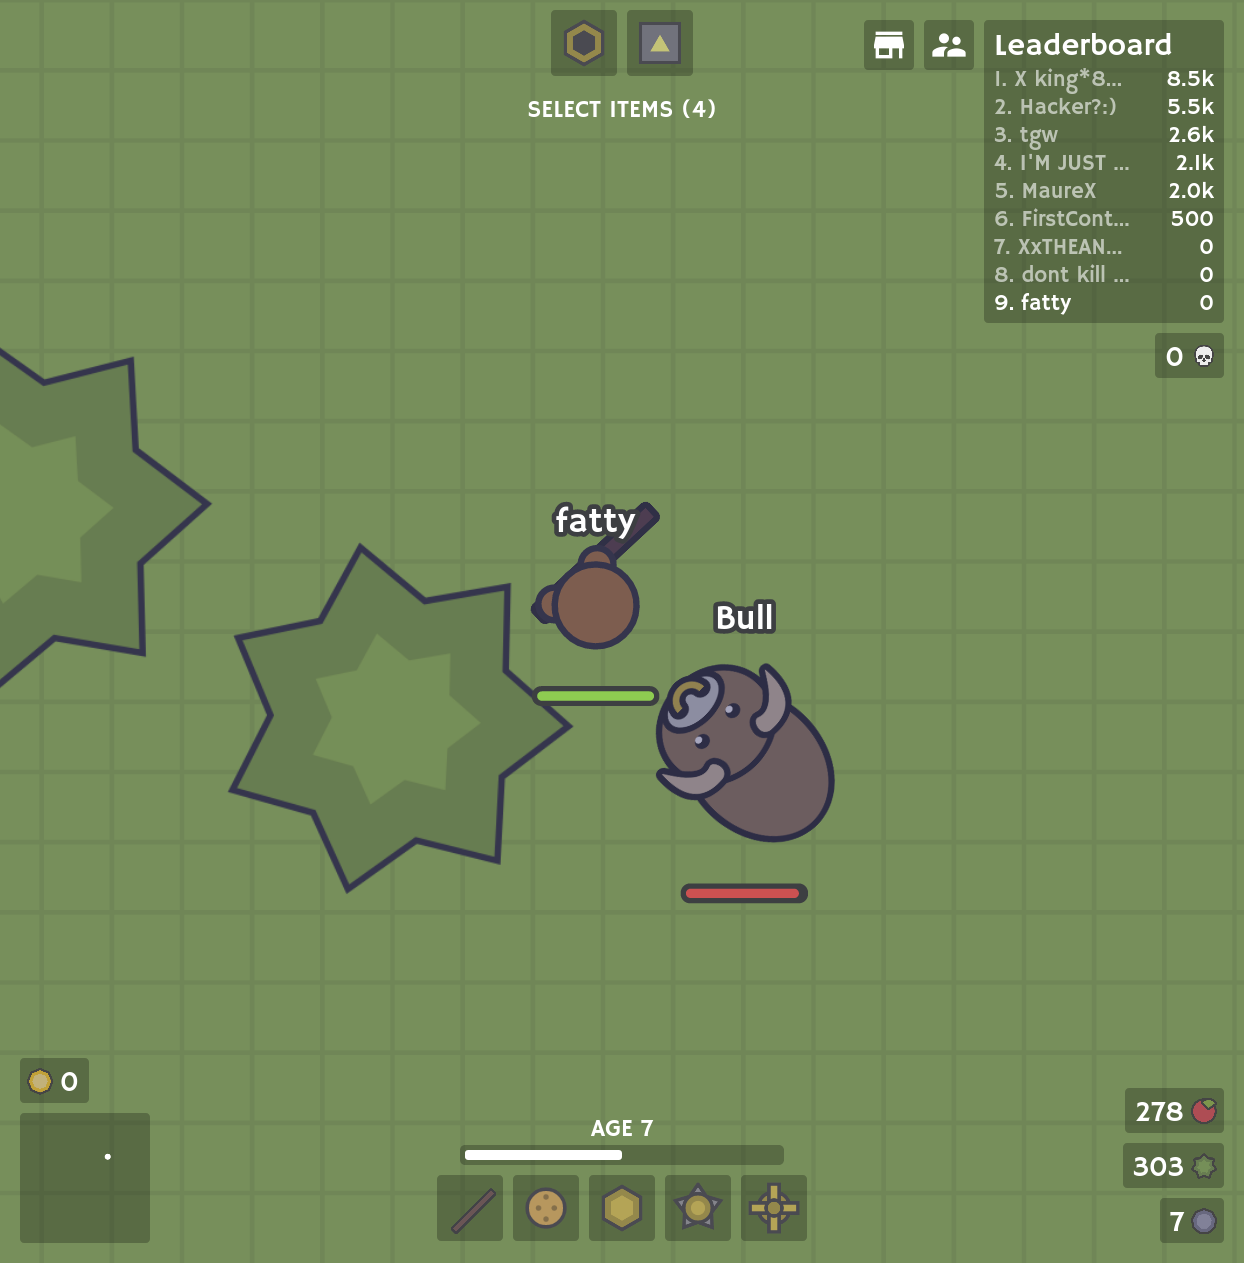 SELECT ITEMS (4)
Leaderboard
1. X king*8... 8.5k
2. Hacker?:) 5.5k
3. tgw 2.6k
4. I'M JUST ... 2.1k
5. MaureX 2.0k
6. FirstCont... 500
7. XxTHEAN... 0
8. dont kill ... 0
9. fatty 0
0
fatty
Bull
0
AGE 7
278
303
7